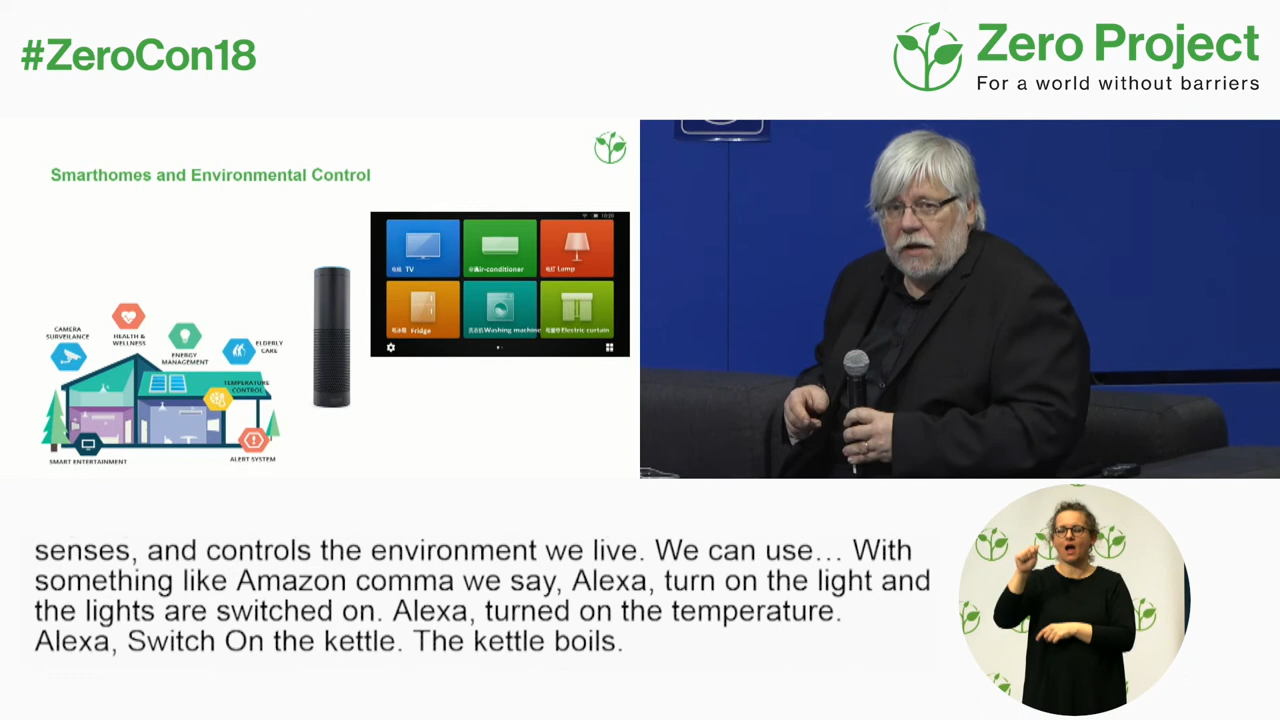 #ZeroCon18
Zero Project
For a world without barriers
Smarthomes and Environmental Control
10:20
TV
air-conditioner
Lamp
Fridge
Washing machine
Electric curtain
CAMERA
SURVEILANCE
HEALTH &
WELLNESS
ENERGY
MANAGEMENT
ELDERLY
CARE
TEMPERATURE
CONTROL
SMART ENTERTAINMENT
ALERT SYSTEM
senses, and controls the environment we live. We can use... With
something like Amazon comma we say, Alexa, turn on the light and
the lights are switched on. Alexa, turned on the temperature.
Alexa, Switch On the kettle. The kettle boils.